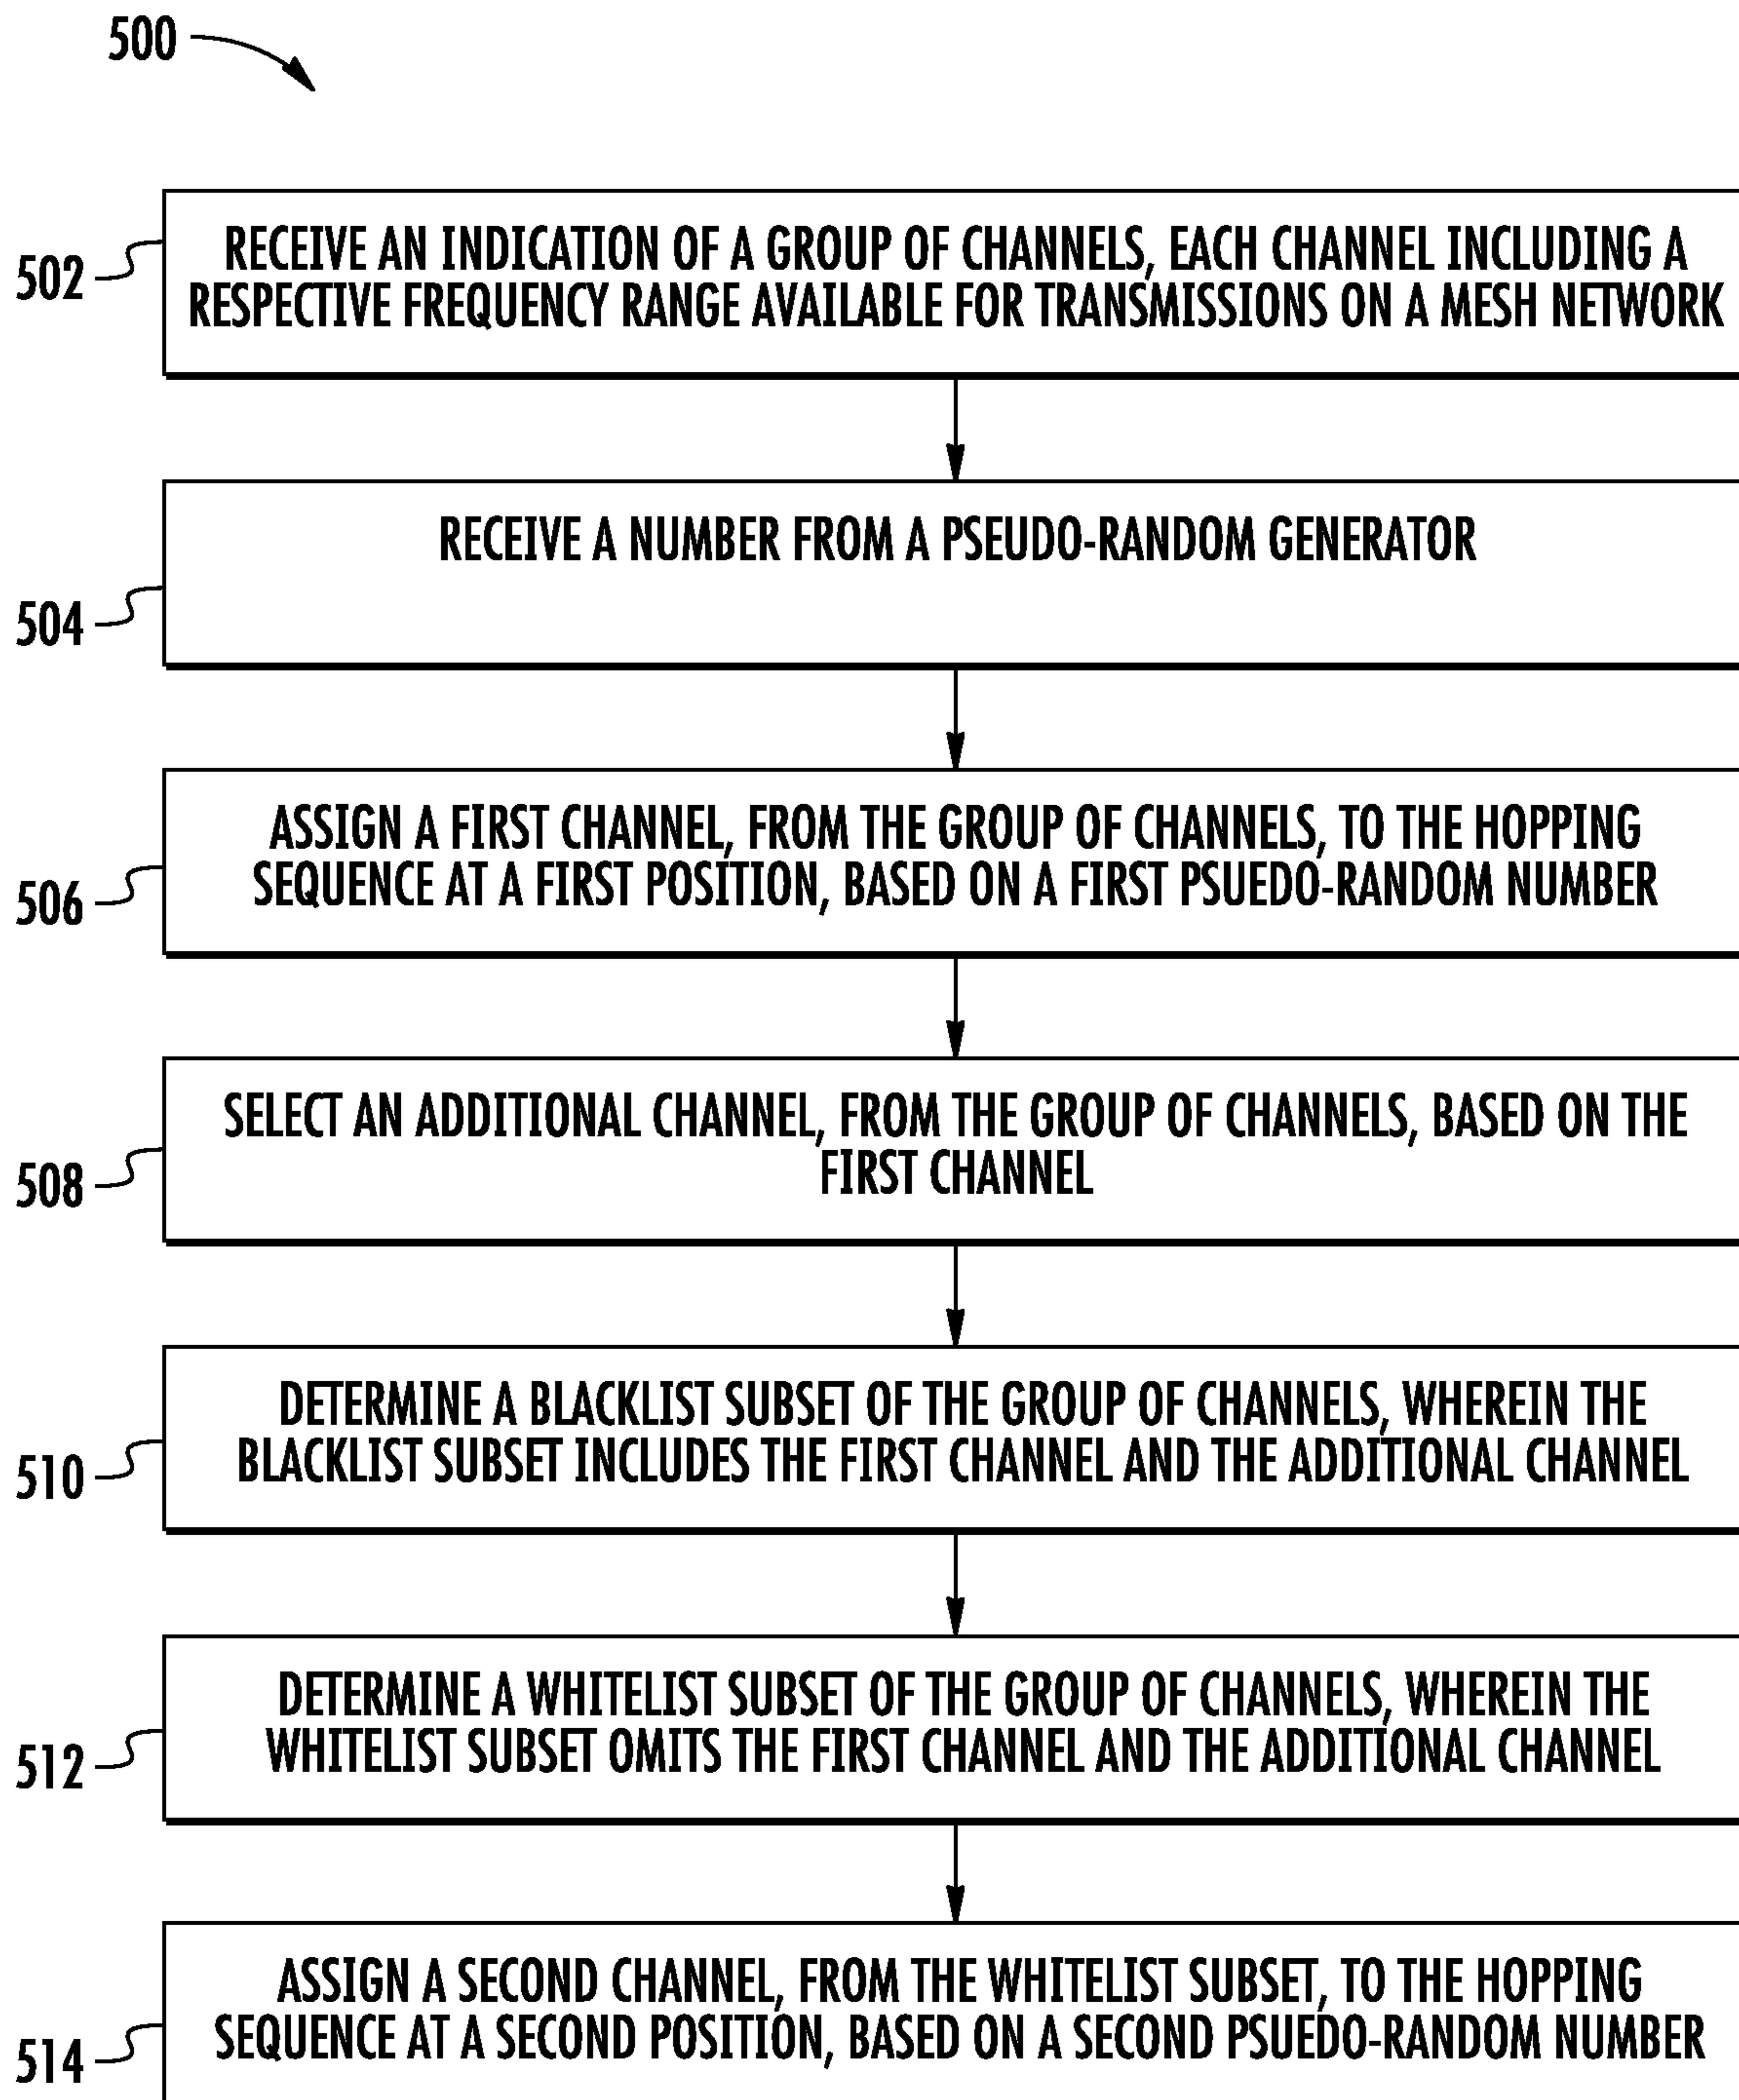 500
502
RECEIVE AN INDICATION OF A GROUP OF CHANNELS, EACH CHANNEL INCLUDING A
RESPECTIVE FREQUENCY RANGE AVAILABLE FOR TRANSMISSIONS ON A MESH NETWORK
504
RECEIVE A NUMBER FROM A PSEUDO-RANDOM GENERATOR
506
ASSIGN A FIRST CHANNEL, FROM THE GROUP OF CHANNELS, TO THE HOPPING
SEQUENCE AT A FIRST POSITION, BASED ON A FIRST PSUEDO-RANDOM NUMBER
508
SELECT AN ADDITIONAL CHANNEL, FROM THE GROUP OF CHANNELS, BASED ON THE
FIRST CHANNEL
510
DETERMINE A BLACKLIST SUBSET OF THE GROUP OF CHANNELS, WHEREIN THE
BLACKLIST SUBSET INCLUDES THE FIRST CHANNEL AND THE ADDITIONAL CHANNEL
512
DETERMINE A WHITELIST SUBSET OF THE GROUP OF CHANNELS, WHEREIN THE
WHITELIST SUBSET OMITS THE FIRST CHANNEL AND THE ADDITIONAL CHANNEL
514
ASSIGN A SECOND CHANNEL, FROM THE WHITELIST SUBSET, TO THE HOPPING
SEQUENCE AT A SECOND POSITION, BASED ON A SECOND PSUEDO-RANDOM NUMBER